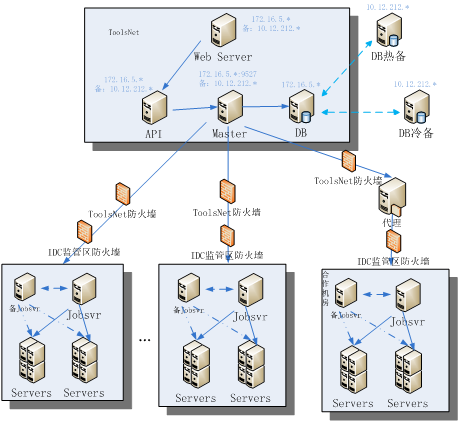 172.16.5.*
备: 10.12.212.*
ToolsNet
Web Server
10.12.212.*
DB热备
172.16.5.*
备: 10.12.212.*
API
172.16.5.*:9527
备: 10.12.212.*
Master
172.16.5.*
DB
10.12.212.*
DB冷备
ToolsNet防火墙
ToolsNet防火墙
ToolsNet防火墙
代理
IDC监管区防火墙
IDC监管区防火墙
IDC监管区防火墙
备Jobsvr
Jobsvr
Servers
Servers
...
备Jobsvr
Jobsvr
Servers
Servers
合作机房
备Jobsvr
Jobsvr
Servers
Servers